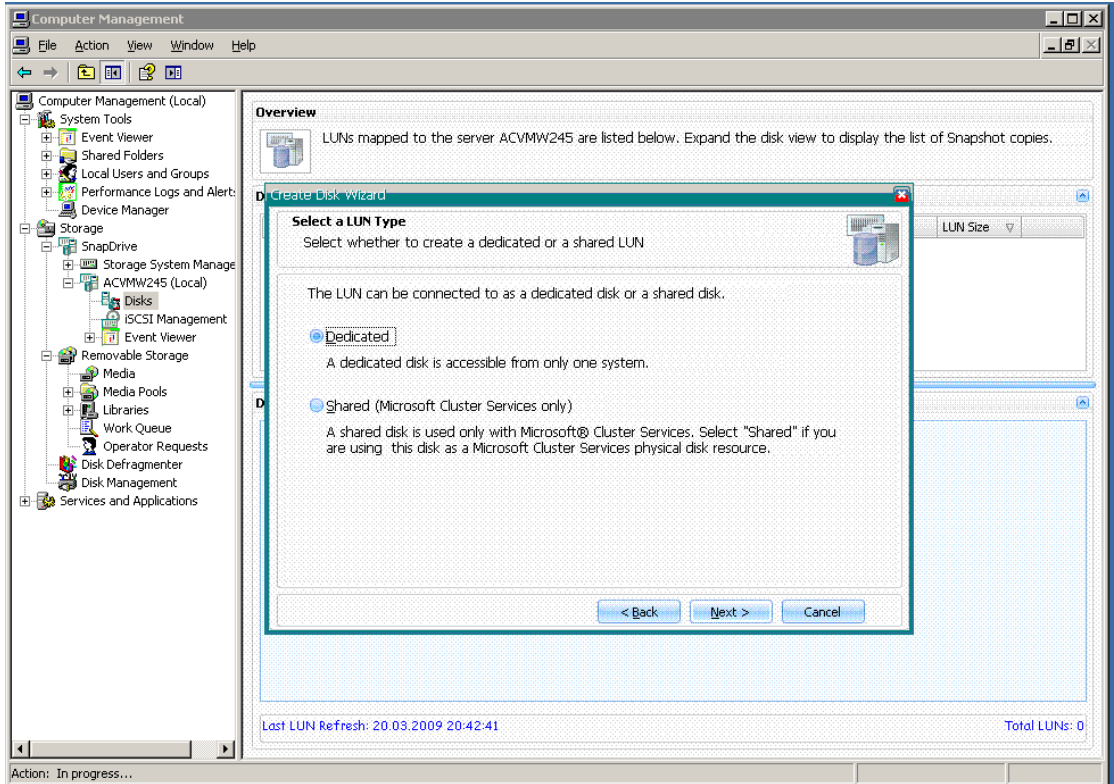 Computer Management
File Action View Window Help
Computer Management (Local)
System Tools
Event Viewer
Shared Folders
Local Users and Groups
Performance Logs and Alert:
Device Manager
Storage
SnapDrive
Storage System Manage
ACVMW245 (Local)
Disks
iSCSI Management
Event Viewer
Removable Storage
Media
Media Pools
Libraries
Work Queue
Operator Requests
Disk Defragmenter
Disk Management
Services and Applications
Overview
LUNs mapped to the server ACVMW245 are listed below. Expand the disk view to display the list of Snapshot copies.
D
LUN Size
Create Disk Wizard
Select a LUN Type
Select whether to create a dedicated or a shared LUN
The LUN can be connected to as a dedicated disk or a shared disk.
Dedicated
A dedicated disk is accessible from only one system.
Shared (Microsoft Cluster Services only)
A shared disk is used only with Microsoft® Cluster Services. Select "Shared" if you
are using this disk as a Microsoft Cluster Services physical disk resource.
< Back Next > Cancel
D
Last LUN Refresh: 20.03.2009 20:42:41
Total LUNs: 0
Action: In progress...